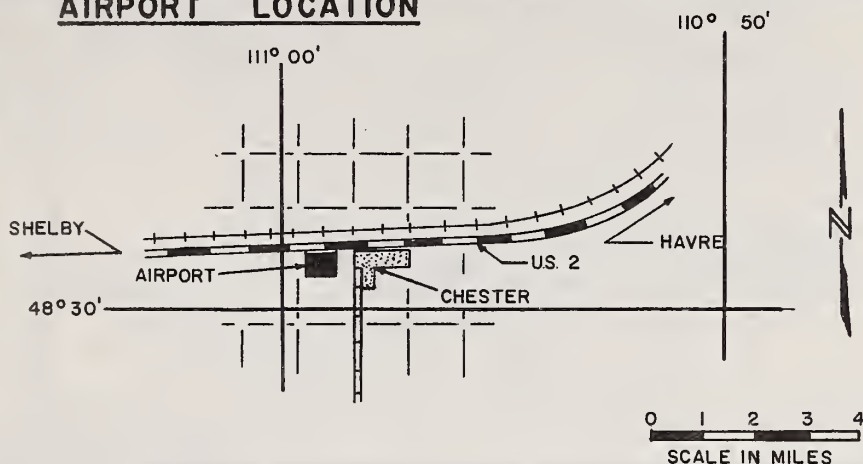 AIRPORT LOCATION
110° 50'
111° 00'
SHELBY
N
HAVRE
AIRPORT
U.S. 2
CHESTER
48° 30'
0 1 2 3 4
SCALE IN MILES